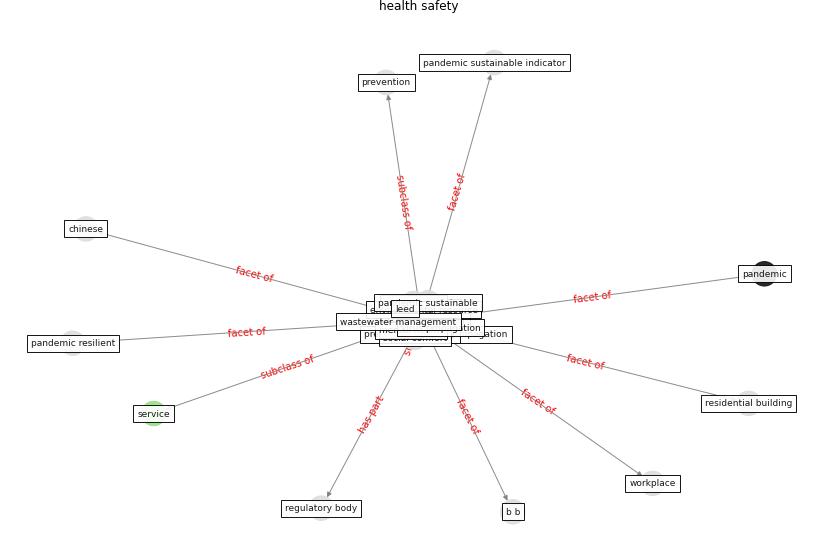 health safety
pandemic sustainable indicator
prevention
subclass of
facet of
chinese
facet of
pandemic
facet of
leed
wastewater management
pandemic resilient
facet of
facet of
subclass of
service
facet of
residential building
has part
facet of
workplace
regulatory body
b b